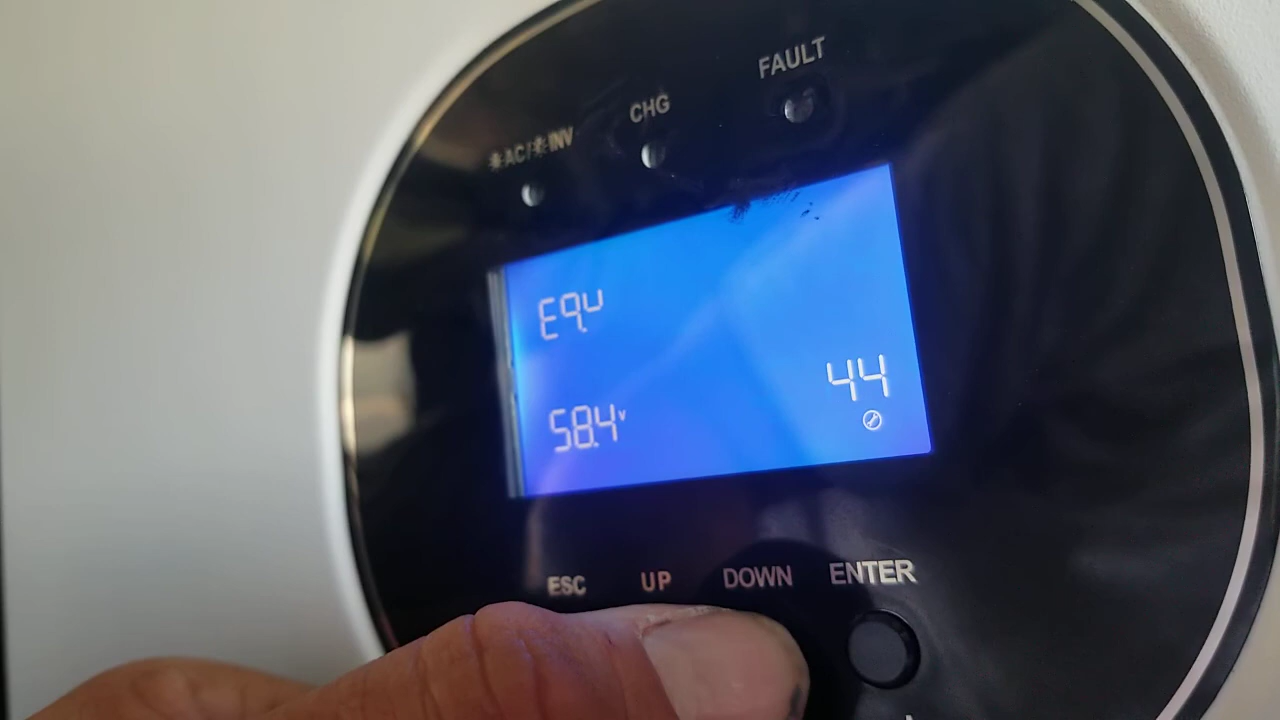 FAULT
CHG
☀AC/☀INV
Equ
44
58.4v
ESC UP DOWN ENTER